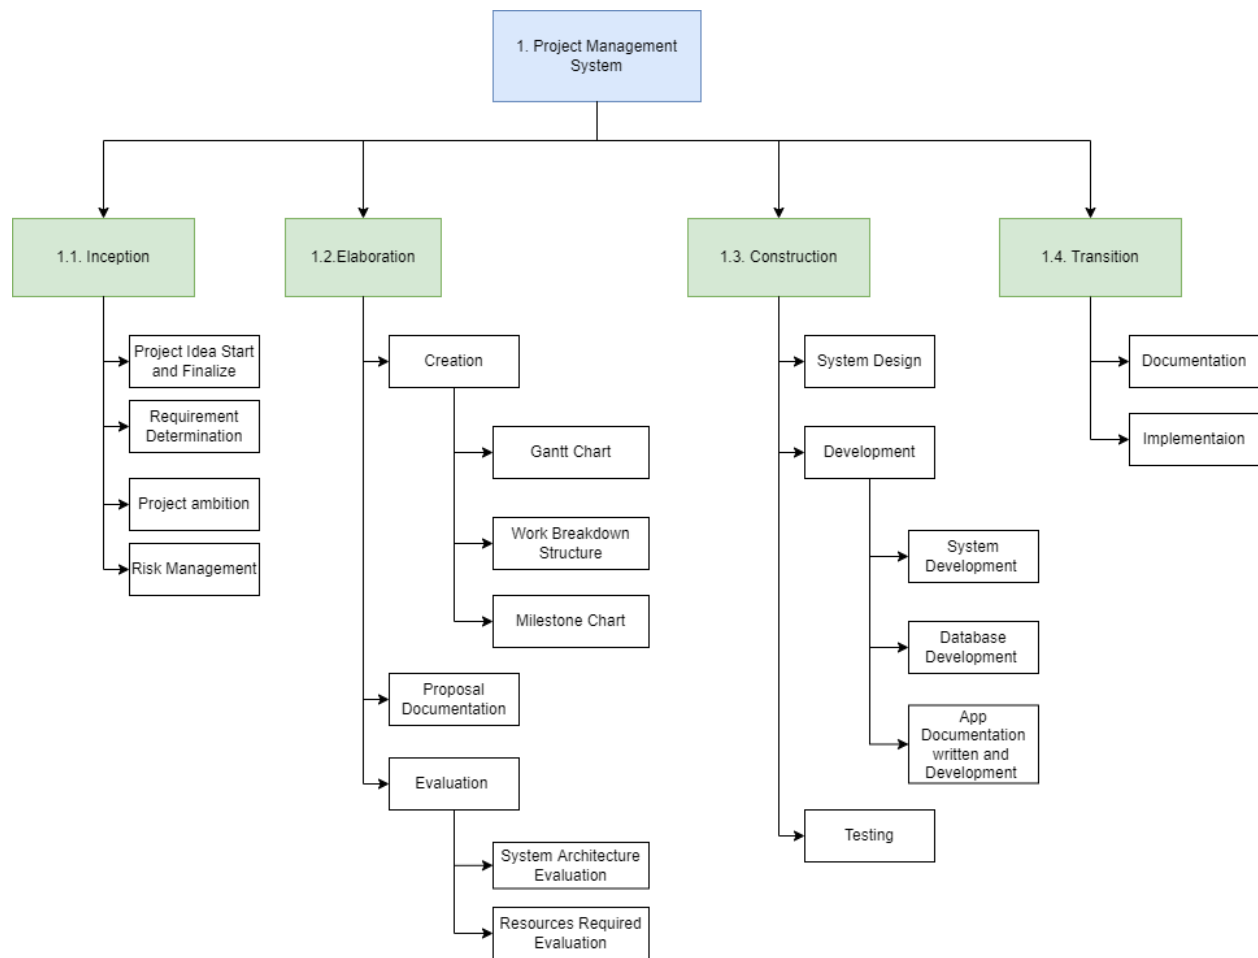 1. Project Management
System
1.1. Inception
1.2.Elaboration
1.3. Construction
1.4. Transition
Project Idea Start
and Finalize
Requirement
Determination
Project ambition
Risk Management
Creation
Gantt Chart
Work Breakdown
Structure
Milestone Chart
Proposal
Documentation
Evaluation
System Architecture
Evaluation
Resources Required
Evaluation
System Design
Development
System
Development
Database
Development
App
Documentation
written and
Development
Testing
Documentation
Implementaion